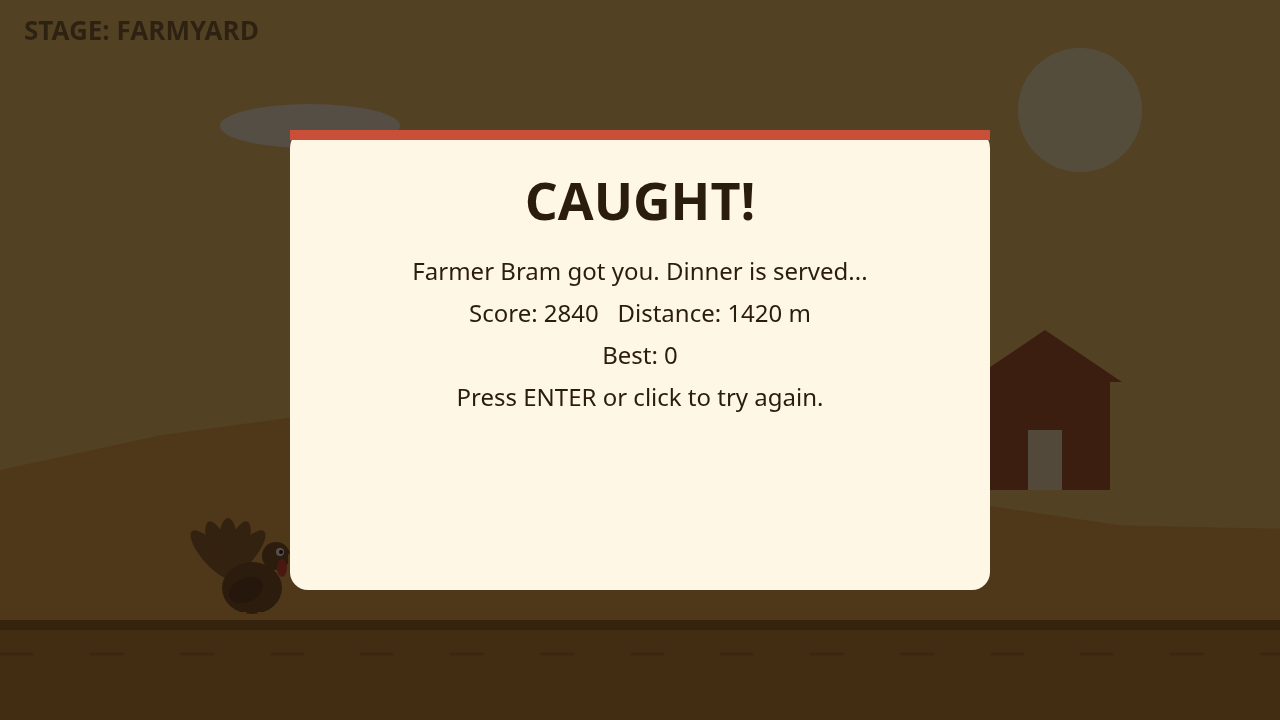 STAGE: FARMYARD
CAUGHT!
Farmer Bram got you. Dinner is served...
Score: 2840   Distance: 1420 m
Best: 0
Press ENTER or click to try again.